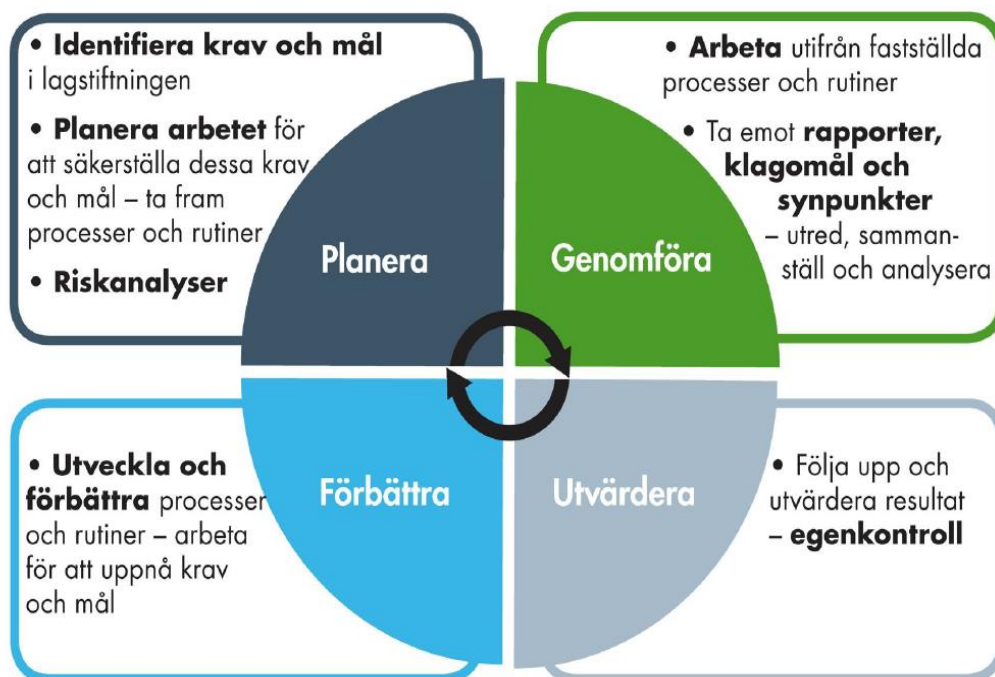 • Identifiera krav och mål
i lagstiftningen
• Planera arbetet för
att säkerställa dessa krav
och mål – ta fram
processer och rutiner
• Riskanalyser
Planera
• Arbeta utifrån fastställda
processer och rutiner
• Ta emot rapporter,
klagomål och
synpunkter
– utred, samman-
ställ och analysera
Genomföra
• Utveckla och
förbättra processer
och rutiner – arbeta
för att uppnå krav
och mål
Förbättra
Utvärdera
• Följa upp och
utvärdera resultat
– egenkontroll